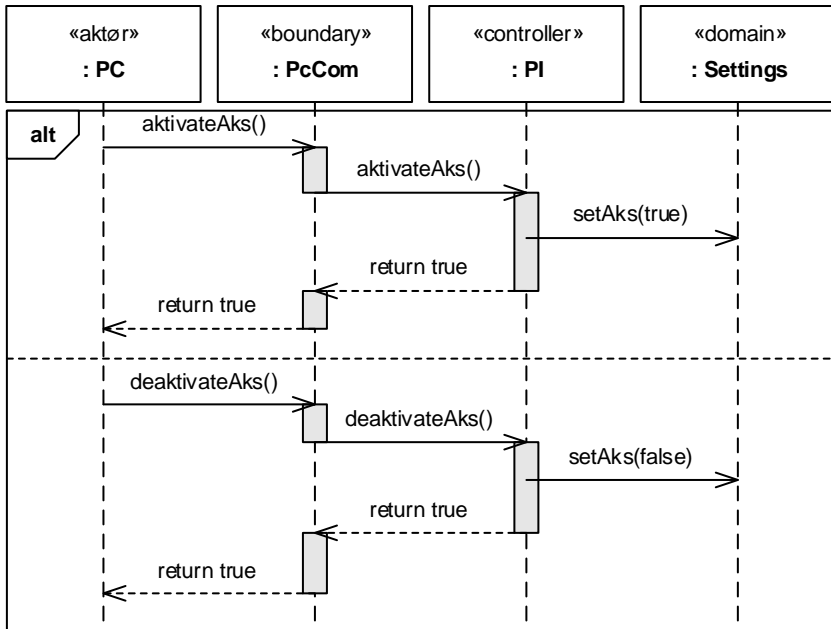 «aktør»
: PC
«boundary»
: PcCom
«controller»
: PI
«domain»
: Settings
alt
aktivateAks()
aktivateAks()
setAks(true)
return true
return true
deaktivateAks()
deaktivateAks()
setAks(false)
return true
return true